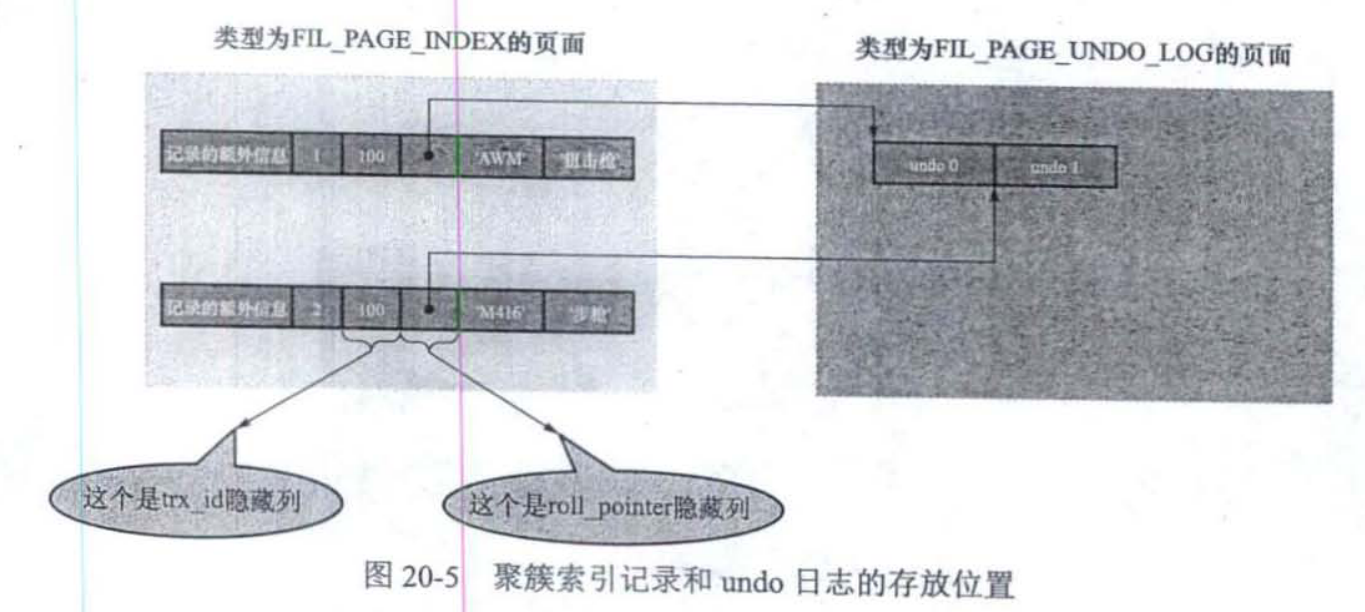 类型为FIL_PAGE_INDEX的页面
类型为FIL_PAGE_UNDO_LOG的页面
记录的额外信息 1 100 'AWM' '狙击枪'
undo 0 undo 1
记录的额外信息 2 100 'M416' '步枪'
这个是trx_id隐藏列
这个是roll_pointer隐藏列
图 20-5 聚簇索引记录和 undo 日志的存放位置